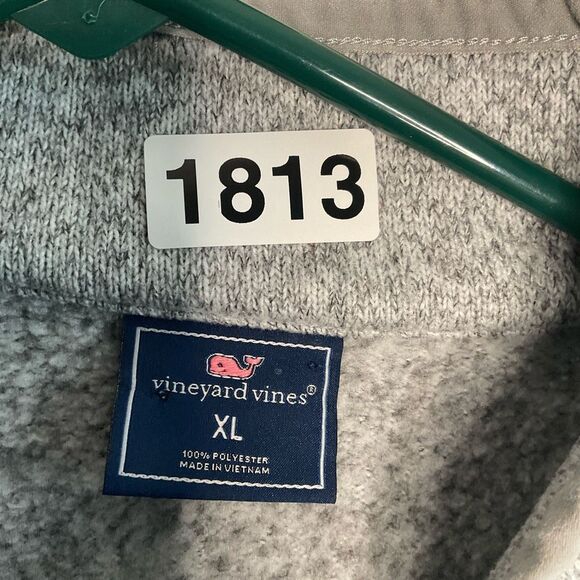 1813
vineyard vines®
XL
100% POLYESTER
MADE IN VIETNAM